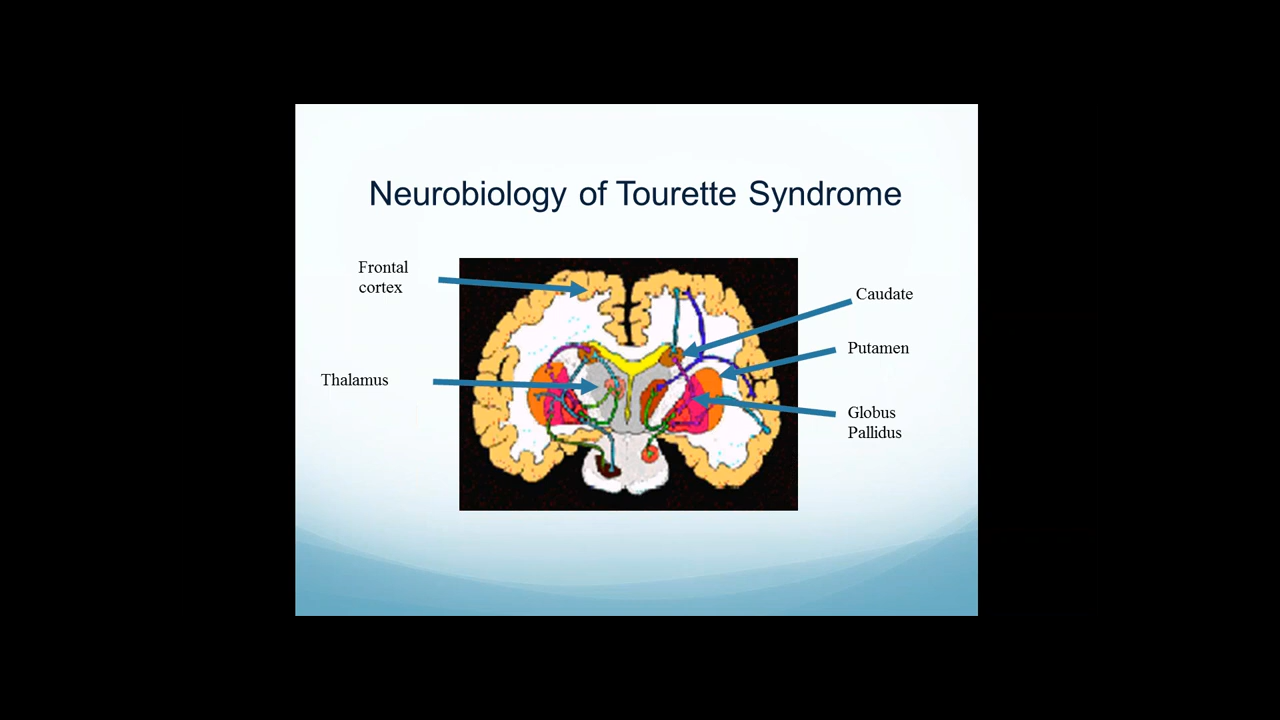 Neurobiology of Tourette Syndrome
Frontal
cortex
Caudate
Putamen
Thalamus
Globus
Pallidus